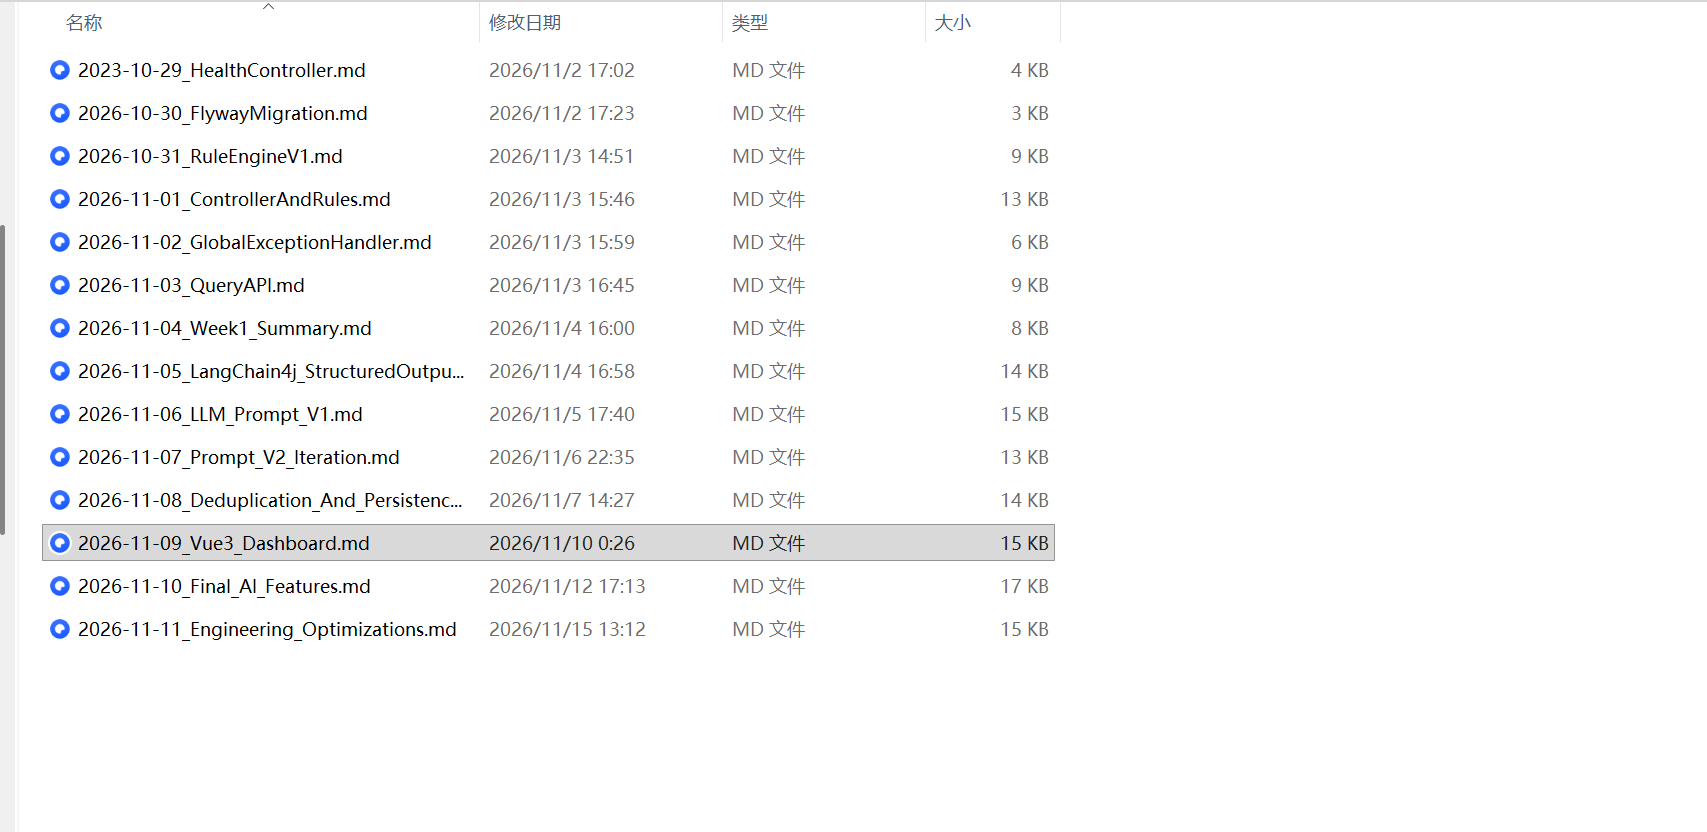 名称 修改日期 类型 大小
2023-10-29_HealthController.md 2026/11/2 17:02 MD 文件 4 KB
2026-10-30_FlywayMigration.md 2026/11/2 17:23 MD 文件 3 KB
2026-10-31_RuleEngineV1.md 2026/11/3 14:51 MD 文件 9 KB
2026-11-01_ControllerAndRules.md 2026/11/3 15:46 MD 文件 13 KB
2026-11-02_GlobalExceptionHandler.md 2026/11/3 15:59 MD 文件 6 KB
2026-11-03_QueryAPI.md 2026/11/3 16:45 MD 文件 9 KB
2026-11-04_Week1_Summary.md 2026/11/4 16:00 MD 文件 8 KB
2026-11-05_LangChain4j_StructuredOutpu... 2026/11/4 16:58 MD 文件 14 KB
2026-11-06_LLM_Prompt_V1.md 2026/11/5 17:40 MD 文件 15 KB
2026-11-07_Prompt_V2_Iteration.md 2026/11/6 22:35 MD 文件 13 KB
2026-11-08_Deduplication_And_Persistenc... 2026/11/7 14:27 MD 文件 14 KB
2026-11-09_Vue3_Dashboard.md 2026/11/10 0:26 MD 文件 15 KB
2026-11-10_Final_AI_Features.md 2026/11/12 17:13 MD 文件 17 KB
2026-11-11_Engineering_Optimizations.md 2026/11/15 13:12 MD 文件 15 KB